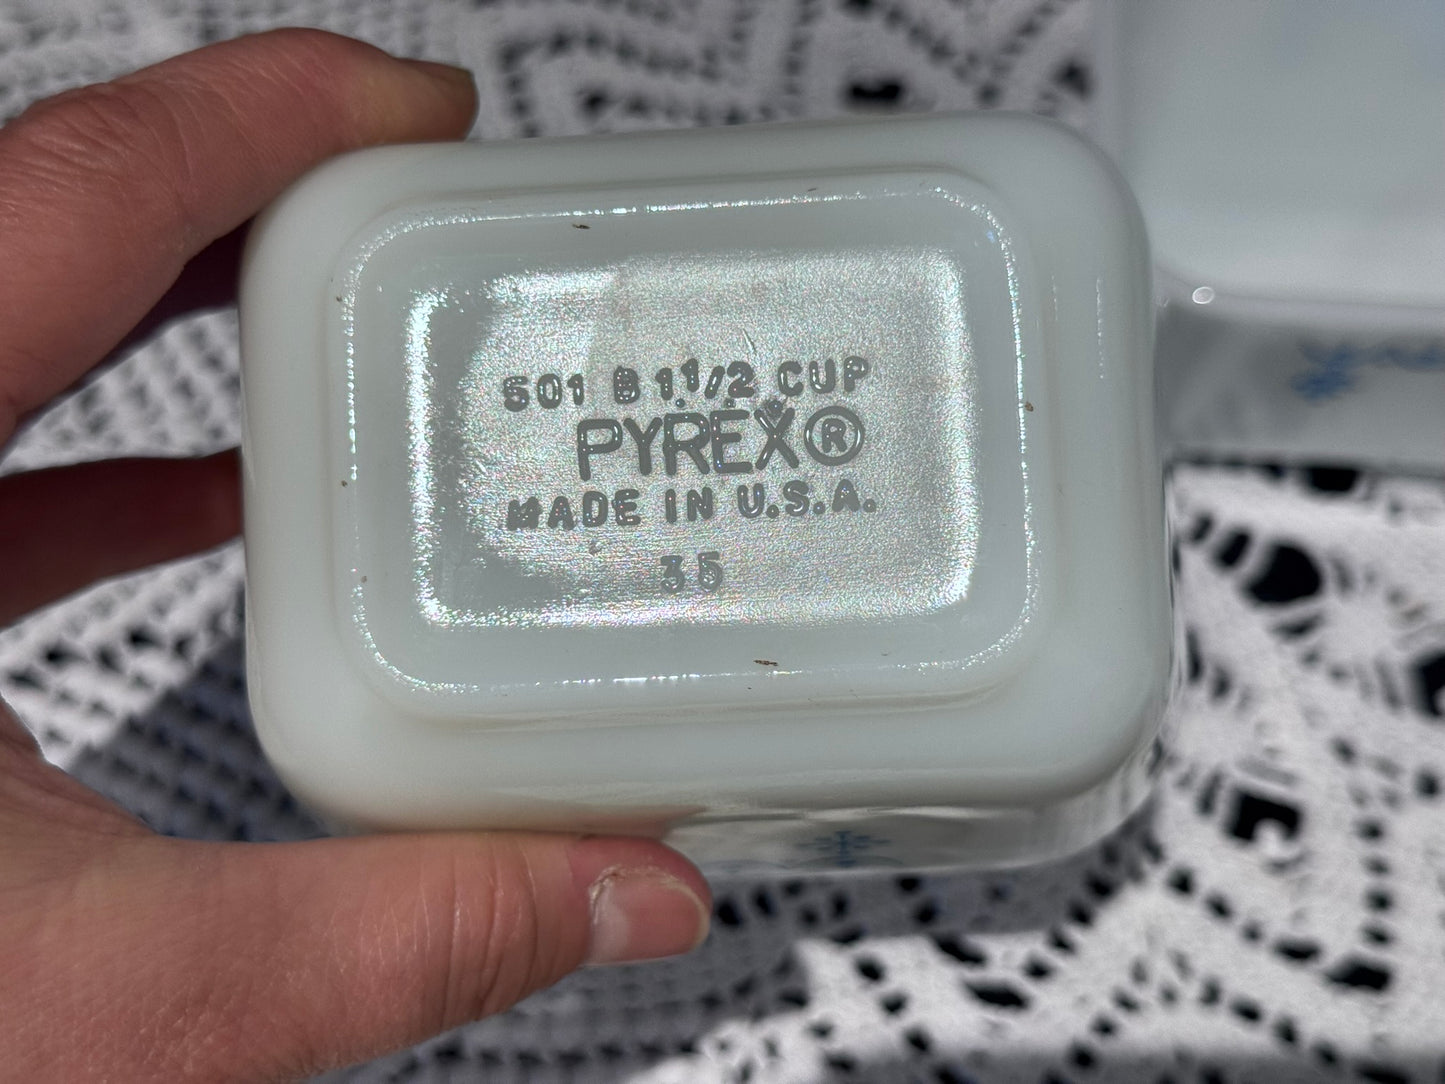 501 B 1 1/2 CUP
PYREX®
MADE IN U.S.A.
35